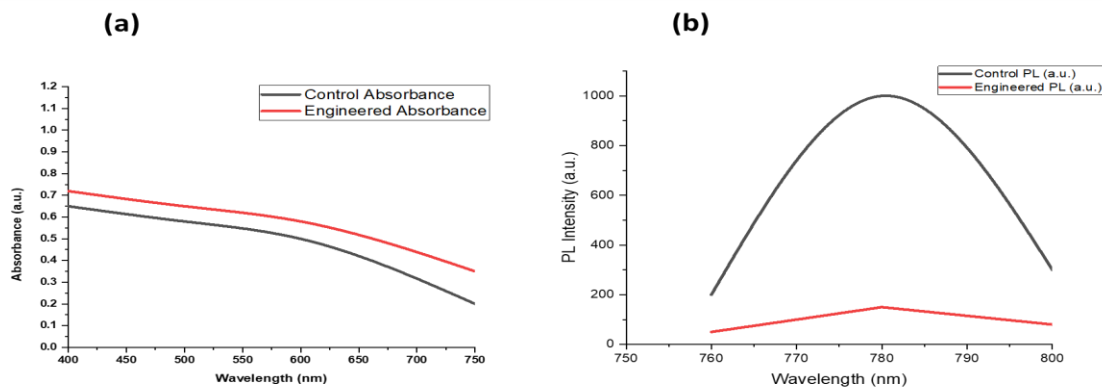 (a)
Control Absorbance
Engineered Absorbance
1.2
1.1
1.0
0.9
0.8
0.7
0.6
0.5
0.4
0.3
0.2
0.1
0.0
Absorbance (a.u.)
400 450 500 550 600 650 700 750
Wavelength (nm)
(b)
Control PL (a.u.)
Engineered PL (a.u.)
1000
800
600
400
200
0
PL Intensity (a.u.)
750 760 770 780 790 800
Wavelength (nm)